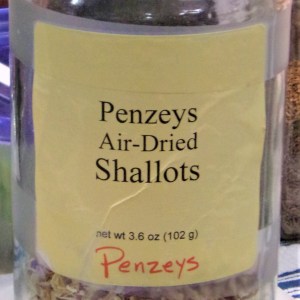 Penzeys
Air-Dried
Shallots
net wt 3.6 oz (102 g)
Penzeys